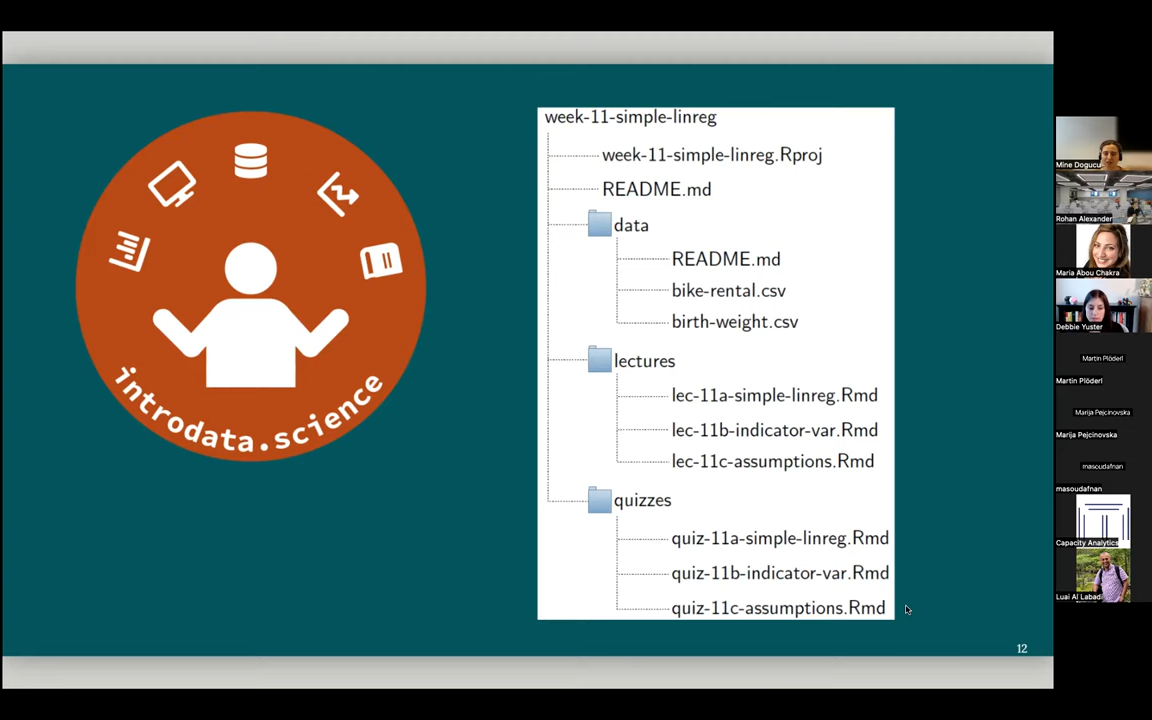 introdata.science
week-11-simple-linreg
week-11-simple-linreg.Rproj
README.md
data
README.md
bike-rental.csv
birth-weight.csv
lectures
lec-11a-simple-linreg.Rmd
lec-11b-indicator-var.Rmd
lec-11c-assumptions.Rmd
quizzes
quiz-11a-simple-linreg.Rmd
quiz-11b-indicator-var.Rmd
quiz-11c-assumptions.Rmd
12
Mine Dogucu
Rohan Alexander
Maria Abou Chakra
Debbie Yuster
Martin Plöderl
Martin Plöderl
Marija Pejcinovska
Marija Pejcinovska
masoudafnan
masoudafnan
Capacity Analytics
Luai Al Labadi